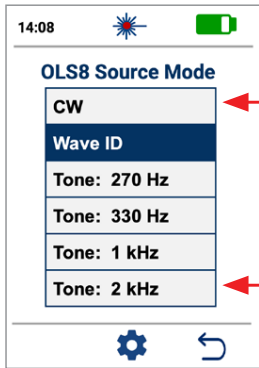 14:08
OLS8 Source Mode
CW
Wave ID
Tone: 270 Hz
Tone: 330 Hz
Tone: 1 kHz
Tone: 2 kHz